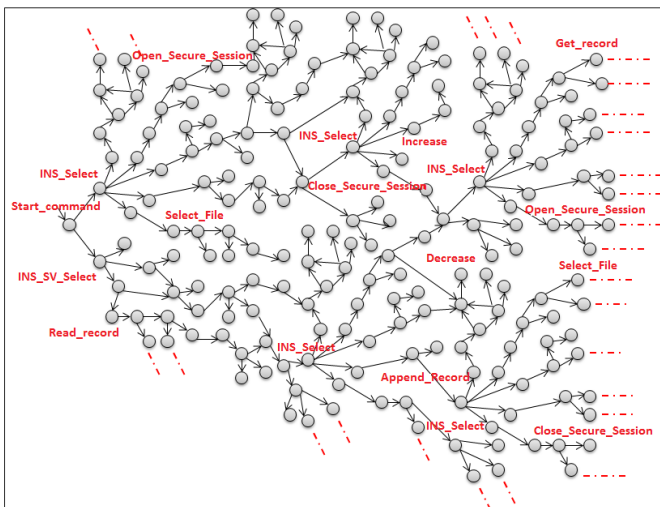 Get_record
Open_Secure_Session
INS_Select
Increase
INS_Select
INS_Select
Close_Secure_Session
Start_command
Select_File
Open_Secure_Session
Decrease
Select_File
INS_SV_Select
Read_record
INS_Select
Append_Record
INS_Select
Close_Secure_Session